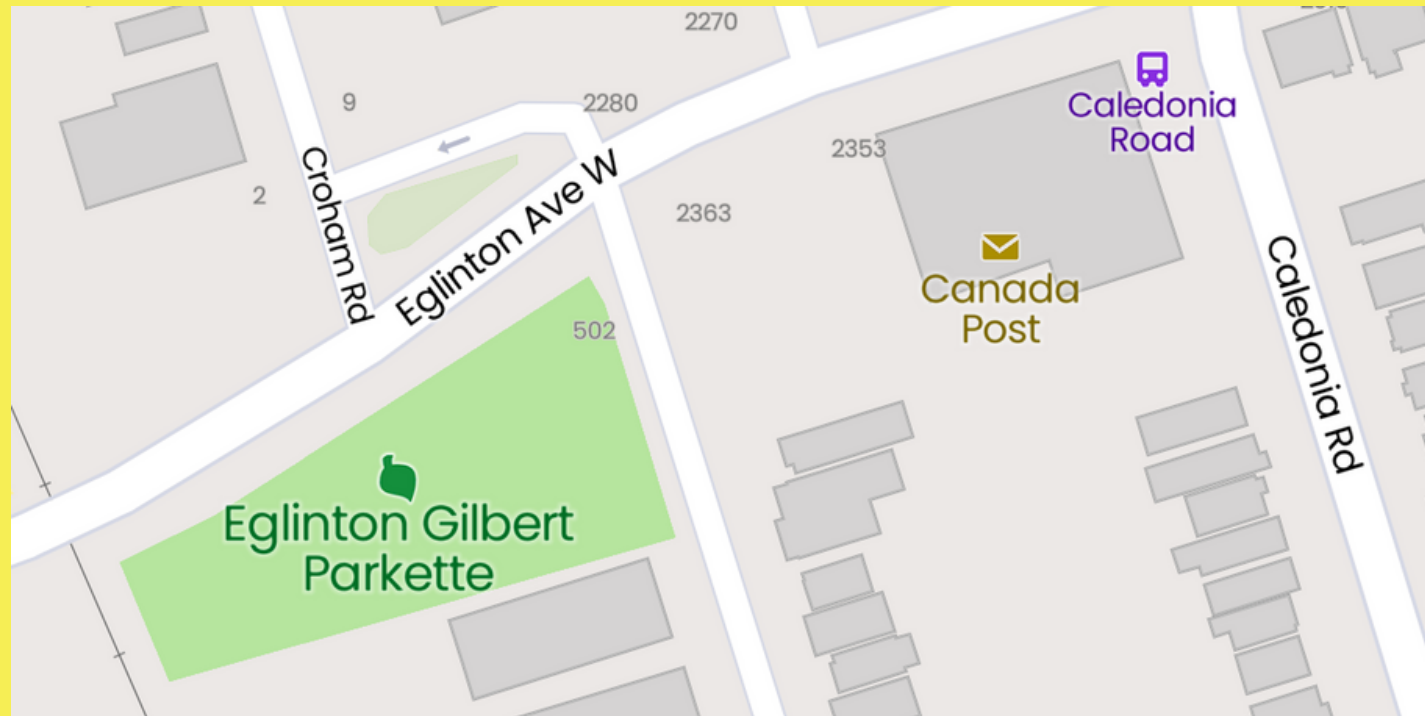 2270
9
2280
Caledonia
Road
2353
2
Croham Rd
Eglinton Ave W
2363
Canada
Post
Caledonia Rd
502
Eglinton Gilbert
Parkette